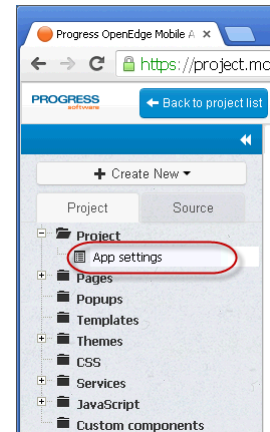 Progress OpenEdge Mobile A
https://project.mo
PROGRESS
software
Back to project list
Create New
Project
Source
Project
App settings
Pages
Popups
Templates
Themes
CSS
Services
JavaScript
Custom components